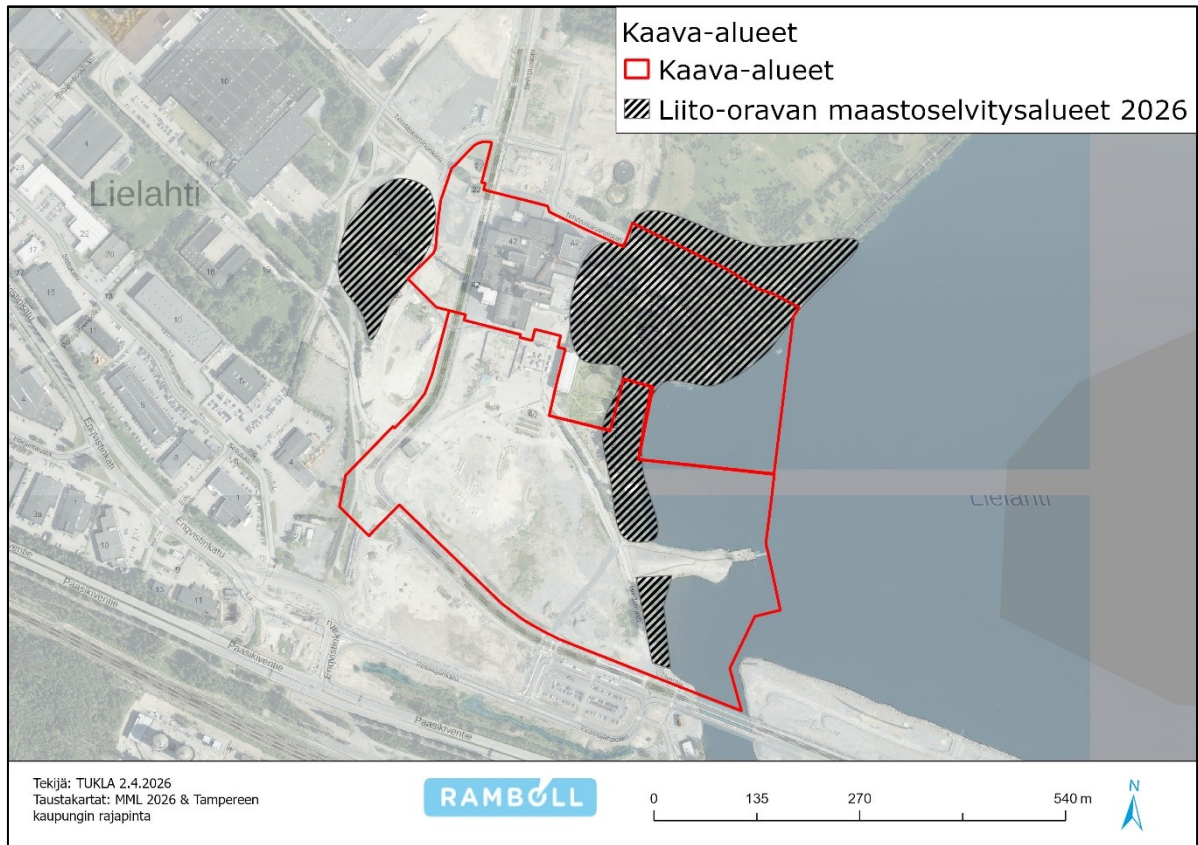 Kaava-alueet
Kaava-alueet
Liito-oravan maastoselvitysalueet 2026
Lielahti
Lielahti
Enqvistinkatu
Paasikiventie
Paasikiventie
Tekijä: TUKLA 2.4.2026
Taustakartat: MML 2026 & Tampereen
kaupungin rajapinta
RAMBOLL
0 135 270 540 m
N